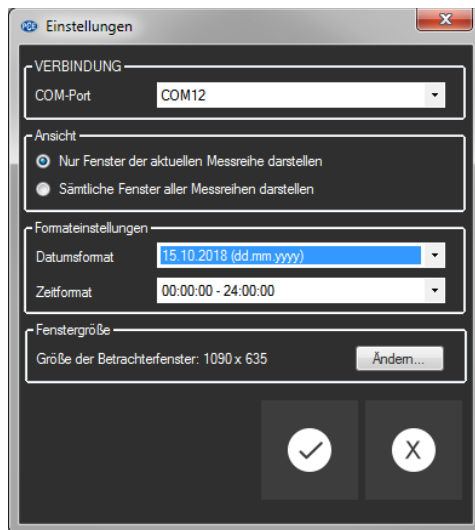 PCE
Einstellungen
x
VERBINDUNG
COM-Port COM12
Ansicht
Nur Fenster der aktuellen Messreihe darstellen
Sämtliche Fenster aller Messreihen darstellen
Formateinstellungen
Datumsformat 15.10.2018 (dd.mm.yyyy)
Zeitformat 00:00:00 - 24:00:00
Fenstergröße
Größe der Betrachterfenster: 1090 x 635 Ändern...
X